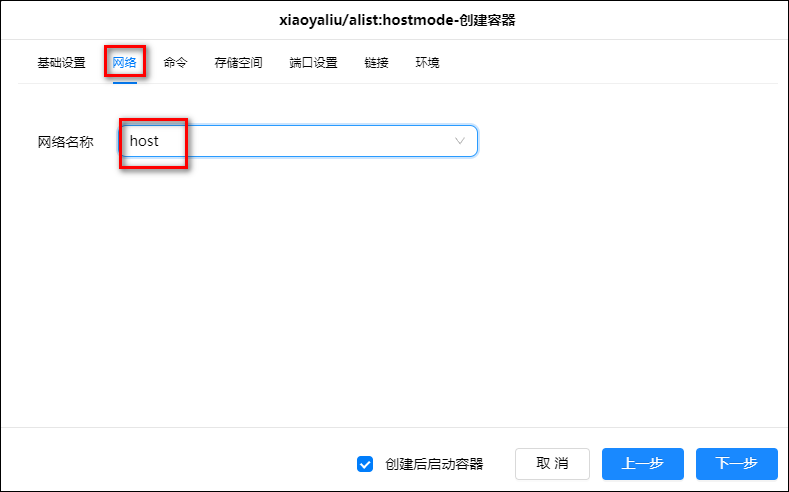 xiaoyaliu/alist:hostmode-创建容器
基础设置 网络 命令 存储空间 端口设置 链接 环境
网络名称 host
创建后启动容器 取 消 上一步 下一步